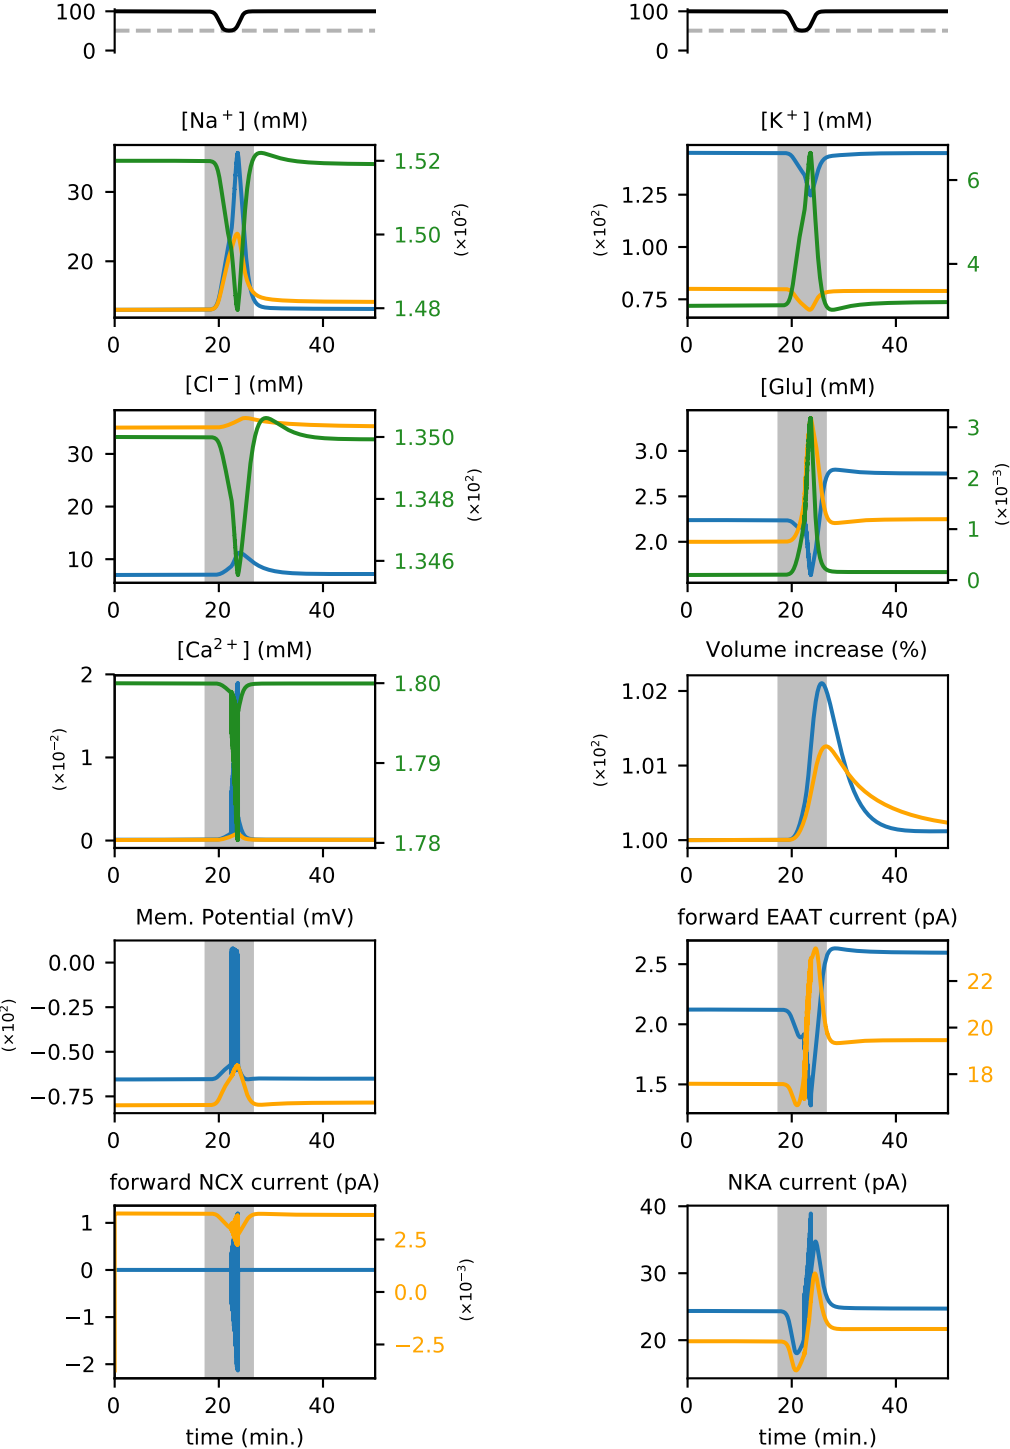 100
0
100
0
[Na⁺] (mM)
30
20
1.52
1.50
1.48
(×10²)
0 20 40
[K⁺] (mM)
(×10²)
1.25
1.00
0.75
6
4
0 20 40
[Cl⁻] (mM)
30
20
10
1.350
1.348
1.346
(×10²)
0 20 40
[Glu] (mM)
3.0
2.5
2.0
3
2
1
0
(×10⁻³)
0 20 40
[Ca²⁺] (mM)
(×10⁻²)
2
1
0
1.80
1.79
1.78
0 20 40
Volume increase (%)
(×10²)
1.02
1.01
1.00
0 20 40
Mem. Potential (mV)
(×10²)
0.00
−0.25
−0.50
−0.75
0 20 40
forward EAAT current (pA)
2.5
2.0
1.5
22
20
18
0 20 40
forward NCX current (pA)
1
0
−1
−2
2.5
0.0
−2.5
(×10⁻³)
0 20 40
time (min.)
NKA current (pA)
40
30
20
0 20 40
time (min.)